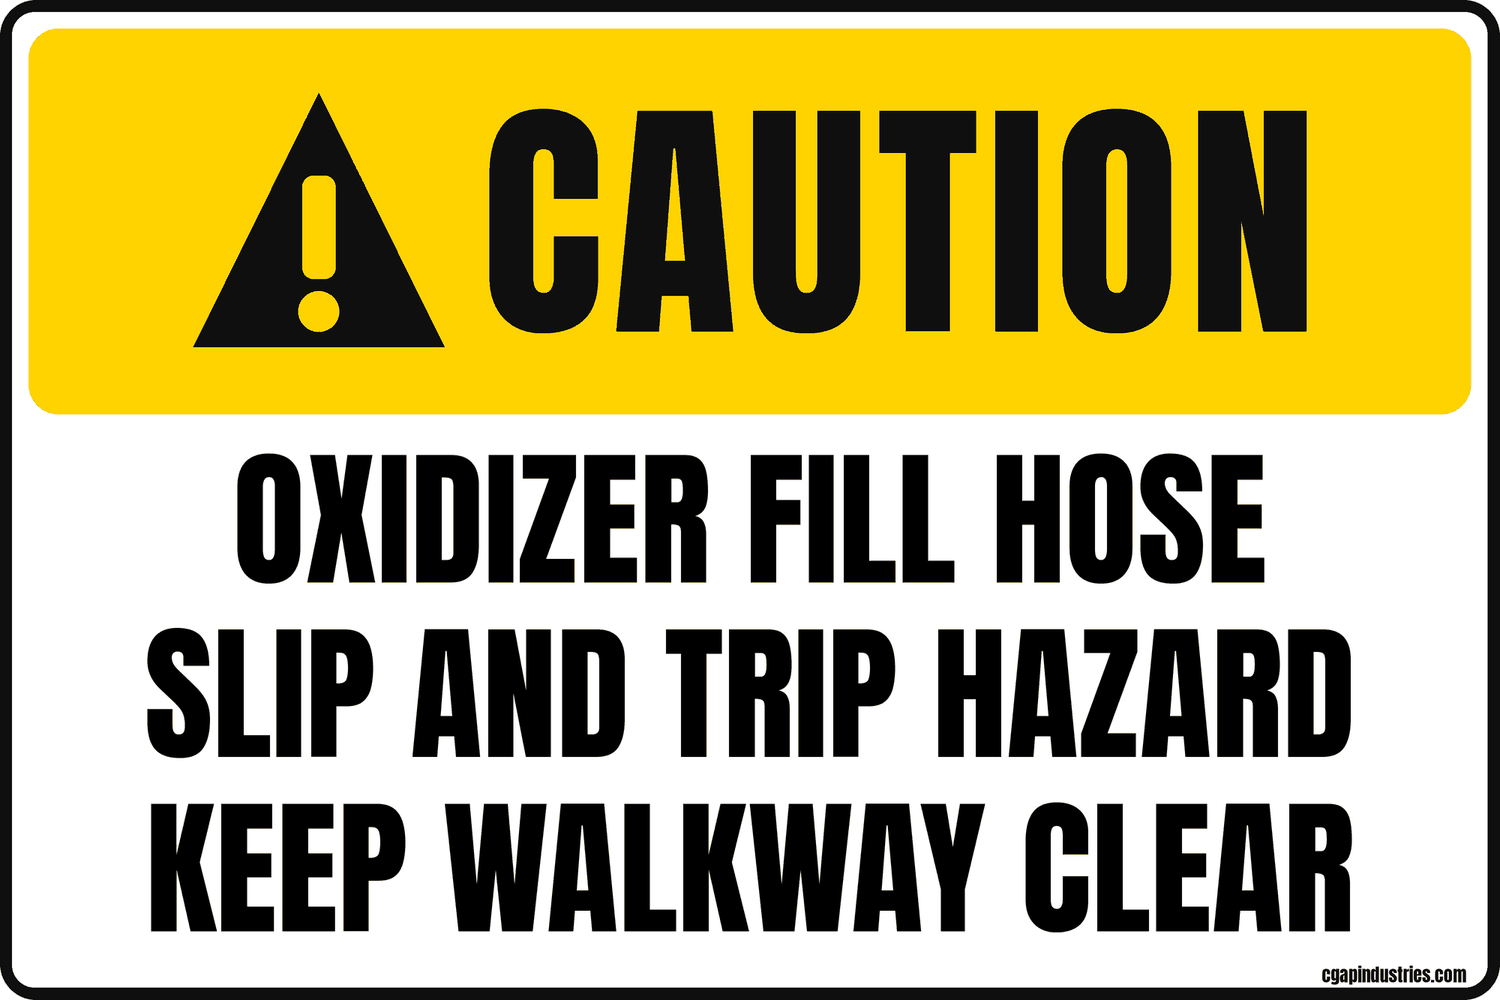 CAUTION
OXIDIZER FILL HOSE
SLIP AND TRIP HAZARD
KEEP WALKWAY CLEAR
cgapindustries.com